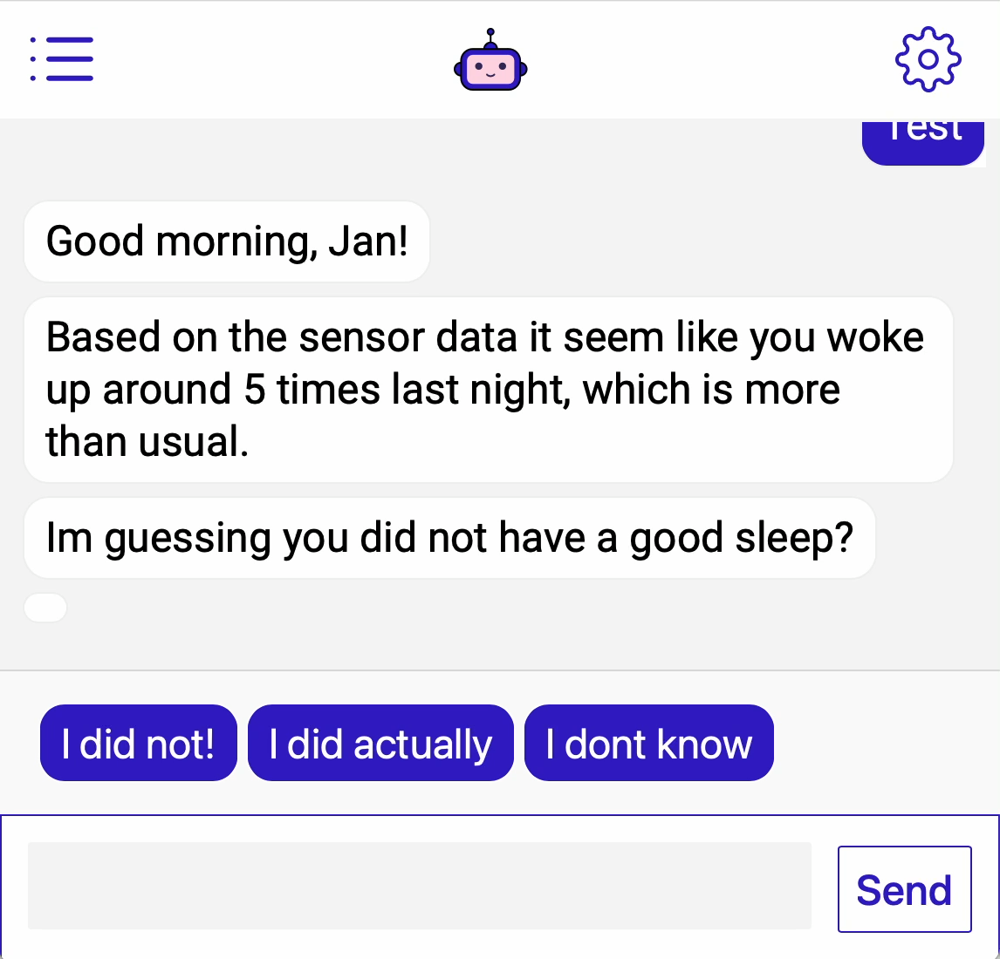 Test
Good morning, Jan!
Based on the sensor data it seem like you woke
up around 5 times last night, which is more
than usual.
Im guessing you did not have a good sleep?
I did not!
I did actually
I dont know
Send